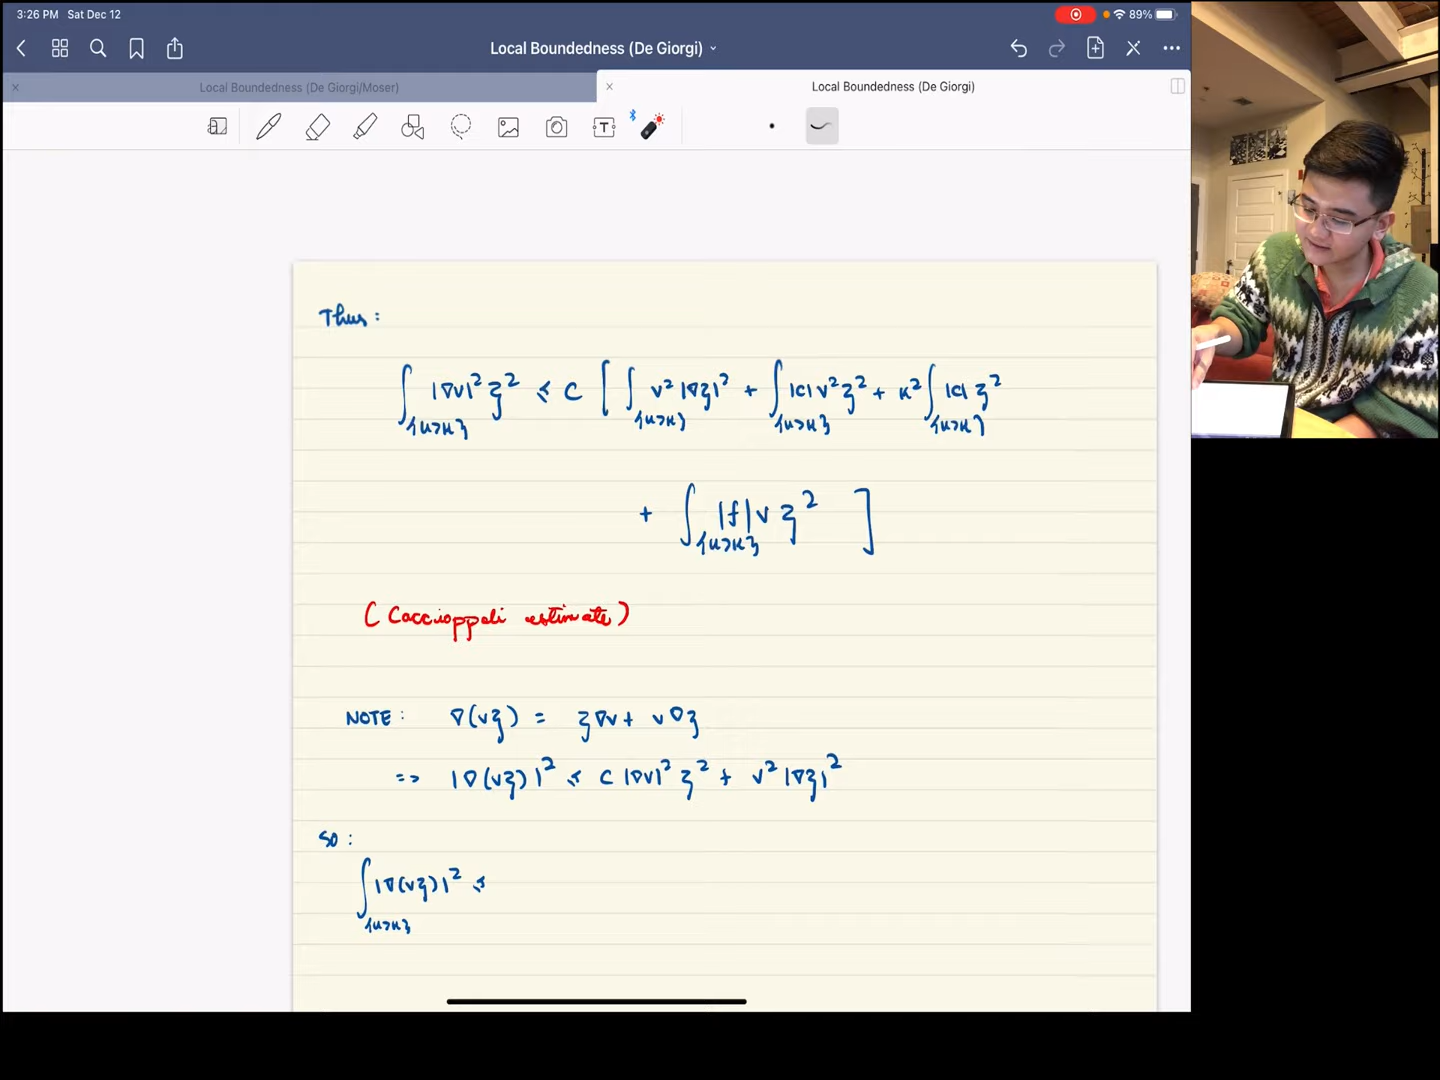 3:26 PM Sat Dec 12
89%
Local Boundedness (De Giorgi)
Local Boundedness (De Giorgi/Moser)
Local Boundedness (De Giorgi)
T
Thus:
∫_{u>k} |∇v|² ζ² ≤ C [ ∫_{u>k} v² |∇ζ|² + ∫_{u>k} |c| v² ζ² + k² ∫_{u>k} |c| ζ²
+ ∫_{u>k} |f| v ζ² ]
(Caccioppoli estimate)
NOTE: ∇(vζ) = ζ∇v + v∇ζ
=> |∇(vζ)|² ≤ C |∇v|² ζ² + v² |∇ζ|²
SO:
∫_{u>k} |∇(vζ)|² ≤